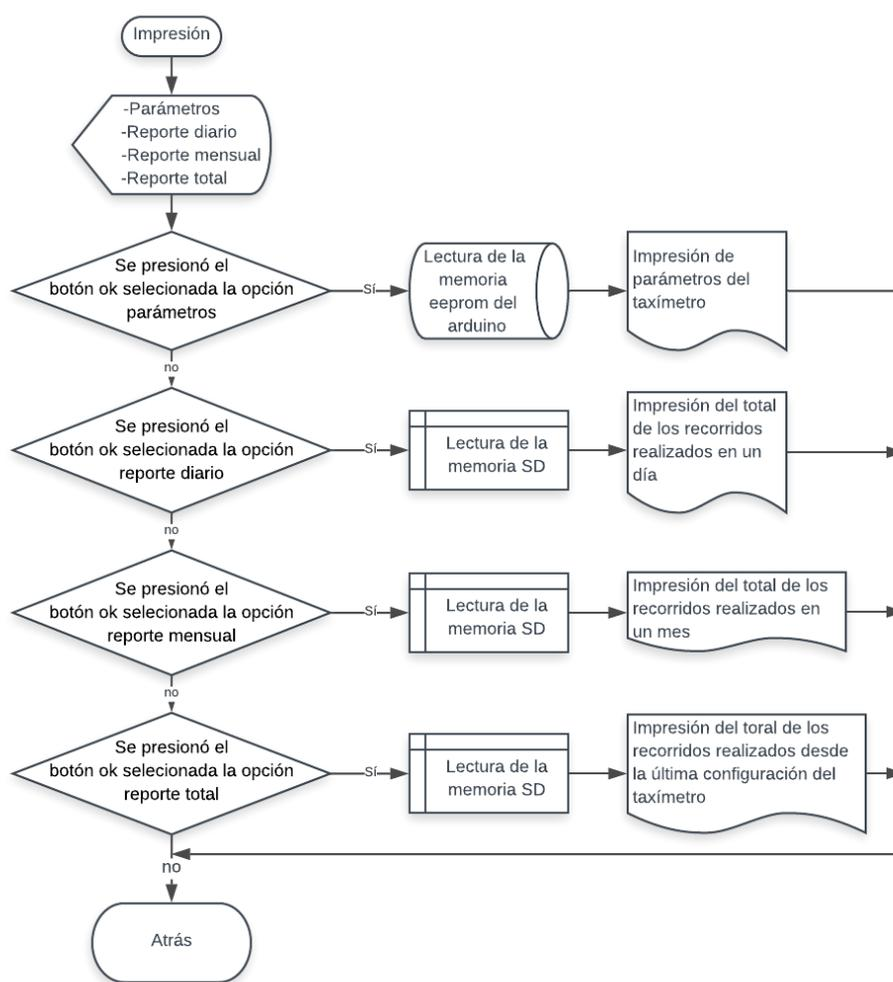 Impresión
-Parámetros
-Reporte diario
-Reporte mensual
-Reporte total
Se presionó el
botón ok selecionada la opción
parámetros
Sí
Lectura de la
memoria
eeprom del
arduino
Impresión de
parámetros del
taxímetro
no
Se presionó el
botón ok selecionada la opción
reporte diario
Sí
Lectura de la
memoria SD
Impresión del total
de los recorridos
realizados en un
día
no
Se presionó el
botón ok selecionada la opción
reporte mensual
Sí
Lectura de la
memoria SD
Impresión del total de los
recorridos realizados en
un mes
no
Se presionó el
botón ok selecionada la opción
reporte total
Sí
Lectura de la
memoria SD
Impresión del toral de los
recorridos realizados desde
la última configuración del
taxímetro
no
Atrás